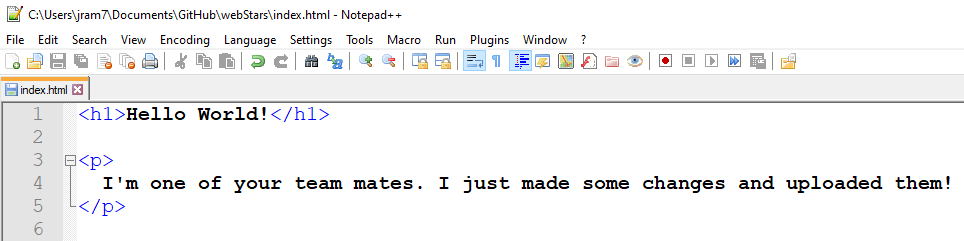 C:\Users\jram7\Documents\GitHub\webStars\index.html - Notepad++
File Edit Search View Encoding Language Settings Tools Macro Run Plugins Window ?
index.html
1 <h1>Hello World!</h1>
2
3 <p>
4 I'm one of your team mates. I just made some changes and uploaded them!
5 </p>
6